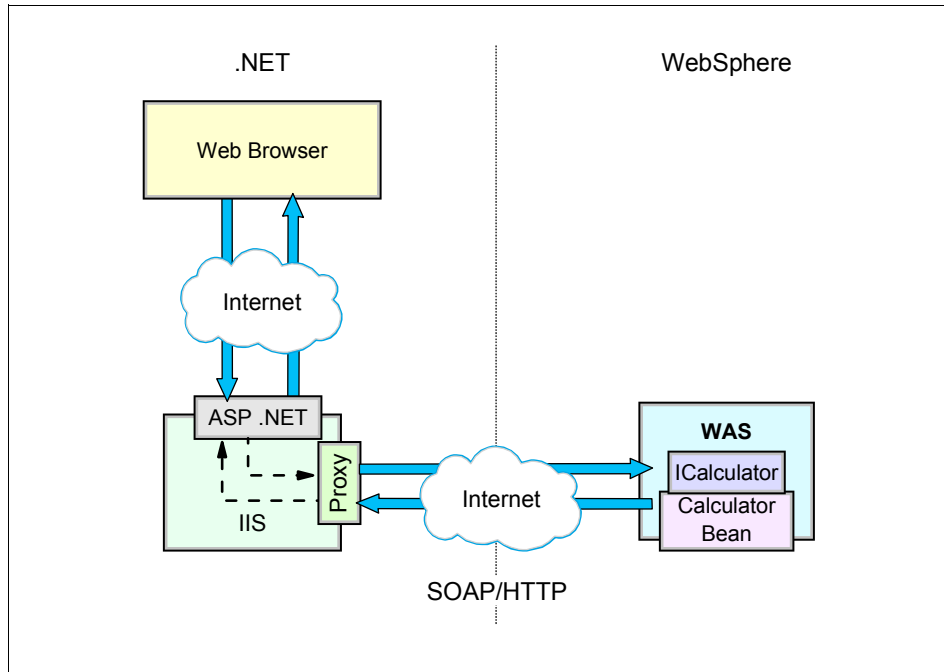 .NET
WebSphere
Web Browser
Internet
ASP .NET
Proxy
IIS
Internet
WAS
ICalculator
Calculator
Bean
SOAP/HTTP